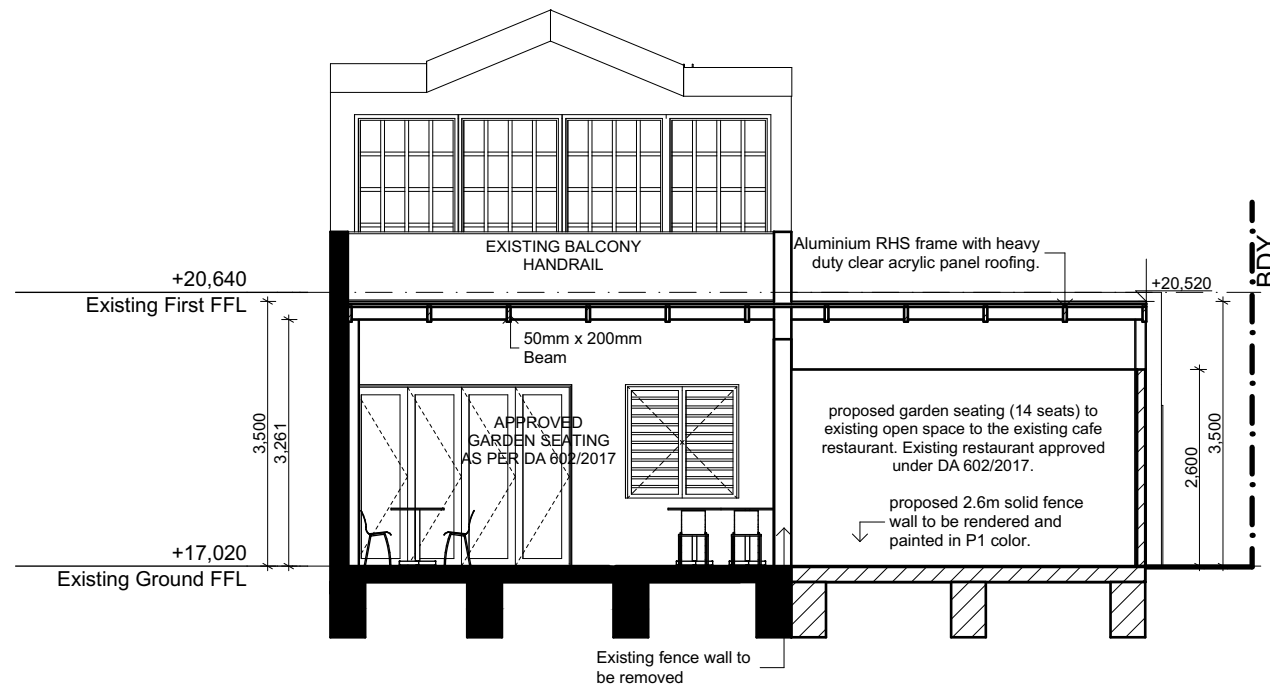 EXISTING BALCONY
HANDRAIL
Aluminium RHS frame with heavy
duty clear acrylic panel roofing.
BDY
+20,640
Existing First FFL
+20,520
50mm x 200mm
Beam
3,500
3,261
APPROVED
GARDEN SEATING
AS PER DA 602/2017
proposed garden seating (14 seats) to
existing open space to the existing cafe
restaurant. Existing restaurant approved
under DA 602/2017.
proposed 2.6m solid fence
wall to be rendered and
painted in P1 color.
2,600
3,500
+17,020
Existing Ground FFL
Existing fence wall to
be removed